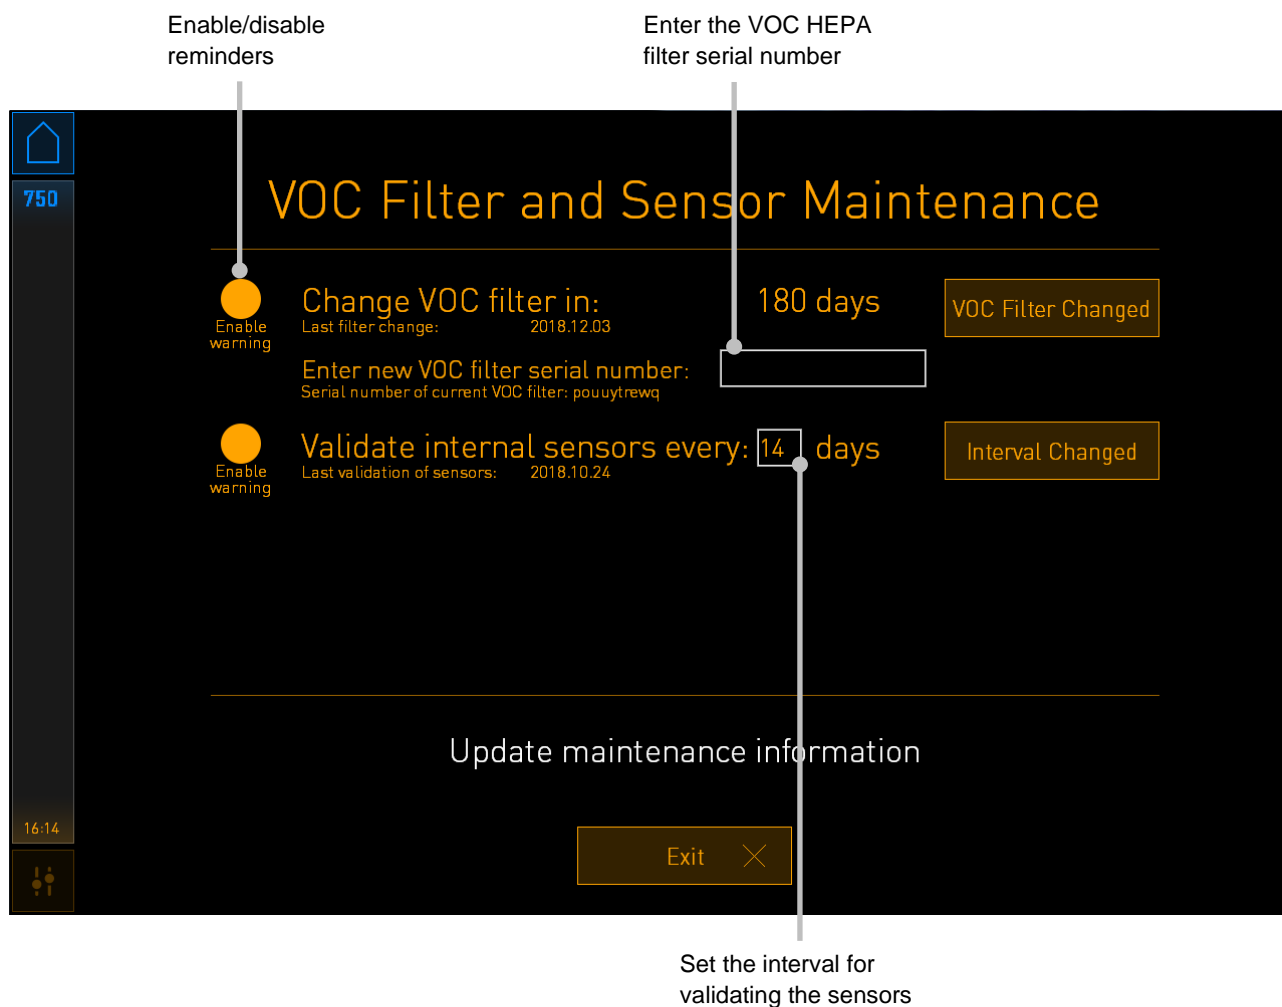 Enable/disable
reminders
Enter the VOC HEPA
filter serial number
750
VOC Filter and Sensor Maintenance
Enable
warning
Change VOC filter in: 180 days
Last filter change: 2018.12.03
VOC Filter Changed
Enter new VOC filter serial number:
Serial number of current VOC filter: pouuytrewq
Enable
warning
Validate internal sensors every: 14 days
Last validation of sensors: 2018.10.24
Interval Changed
Update maintenance information
16:14
Exit
Set the interval for
validating the sensors